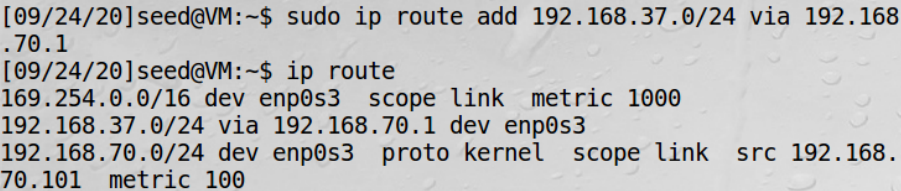 [09/24/20]seed@VM:~$ sudo ip route add 192.168.37.0/24 via 192.168
.70.1
[09/24/20]seed@VM:~$ ip route
169.254.0.0/16 dev enp0s3  scope link  metric 1000
192.168.37.0/24 via 192.168.70.1 dev enp0s3
192.168.70.0/24 dev enp0s3  proto kernel  scope link  src 192.168.
70.101  metric 100